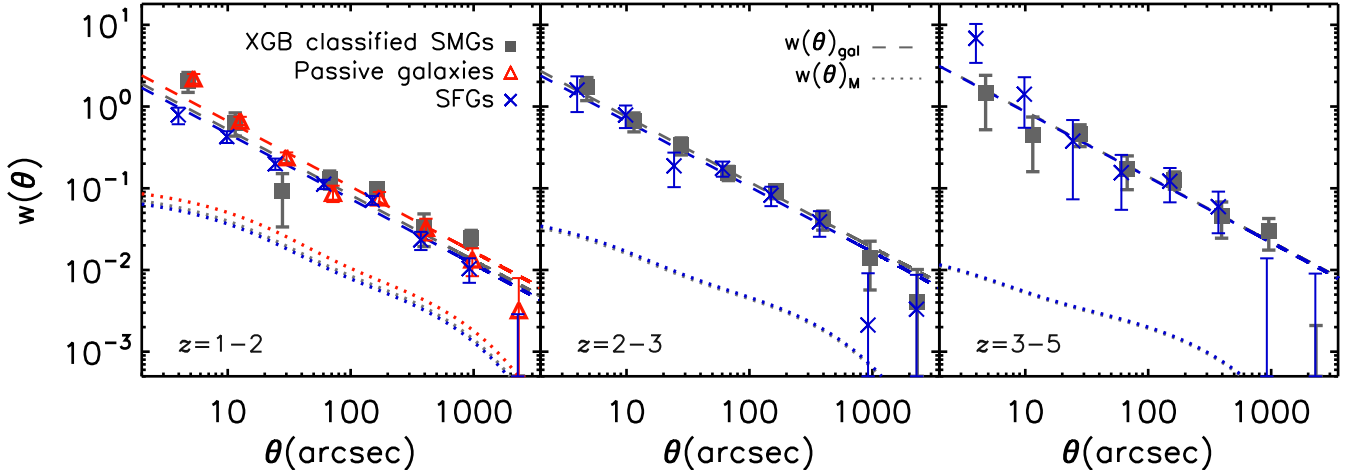 XGB classified SMGs
Passive galaxies
SFGs
w(θ)gal
w(θ)M
w(θ)
10¹
10⁰
10⁻¹
10⁻²
10⁻³
z=1−2
z=2−3
z=3−5
10 100 1000
10 100 1000
10 100 1000
θ(arcsec)
θ(arcsec)
θ(arcsec)